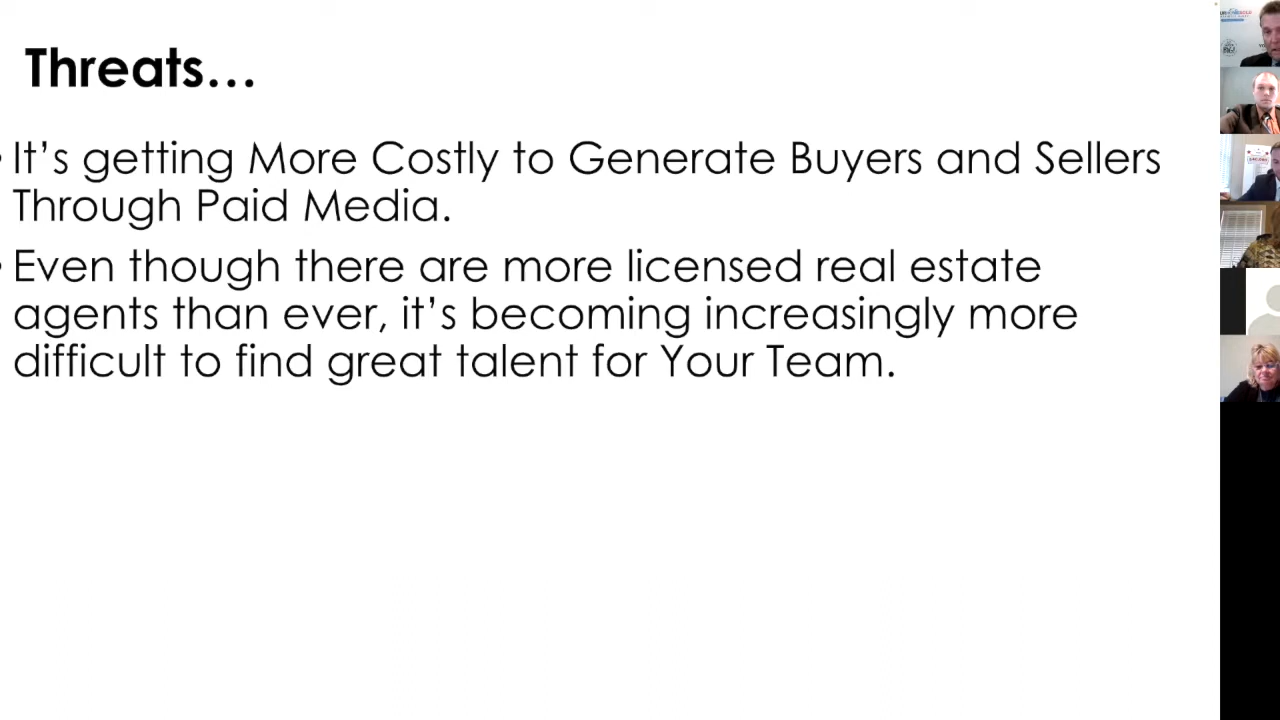 Threats…
• It’s getting More Costly to Generate Buyers and Sellers
Through Paid Media.
• Even though there are more licensed real estate
agents than ever, it’s becoming increasingly more
difficult to find great talent for Your Team.